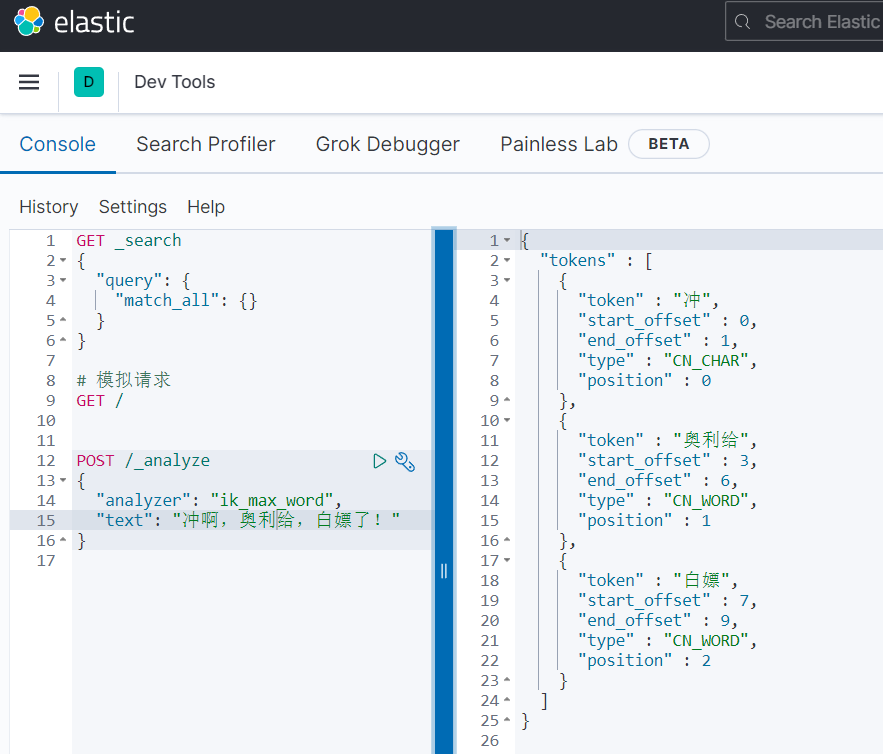 elastic
Search Elastic
D
Dev Tools
Console
Search Profiler
Grok Debugger
Painless Lab
BETA
History
Settings
Help
1 GET _search
2 {
3   "query": {
4     "match_all": {}
5   }
6 }
7
8 # 模拟请求
9 GET /
10
11
12 POST /_analyze
13 {
14   "analyzer": "ik_max_word",
15   "text": "冲啊，奥利给，白嫖了！"
16 }
17
1 {
2   "tokens" : [
3     {
4       "token" : "冲",
5       "start_offset" : 0,
6       "end_offset" : 1,
7       "type" : "CN_CHAR",
8       "position" : 0
9     },
10     {
11       "token" : "奥利给",
12       "start_offset" : 3,
13       "end_offset" : 6,
14       "type" : "CN_WORD",
15       "position" : 1
16     },
17     {
18       "token" : "白嫖",
19       "start_offset" : 7,
20       "end_offset" : 9,
21       "type" : "CN_WORD",
22       "position" : 2
23     }
24   ]
25 }
26